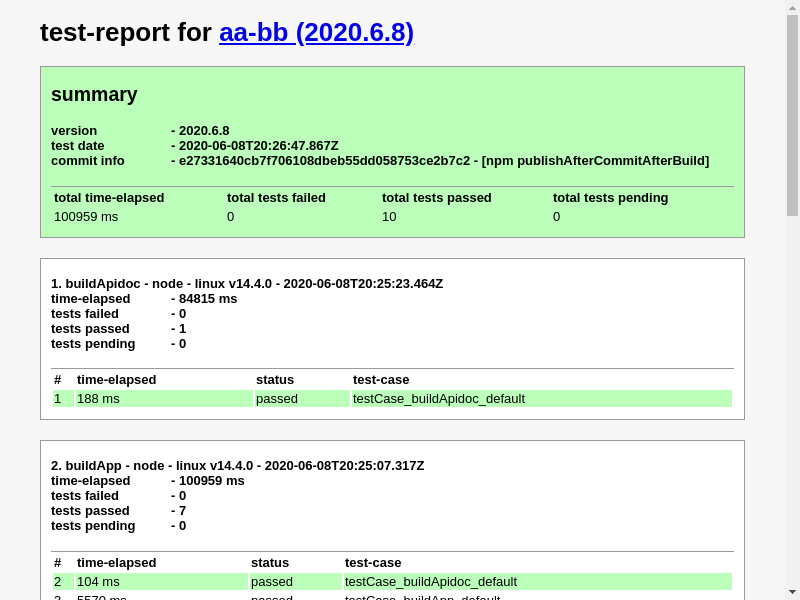 test-report for aa-bb (2020.6.8)
summary
version - 2020.6.8
test date - 2020-06-08T20:26:47.867Z
commit info - e27331640cb7f706108dbeb55dd058753ce2b7c2 - [npm publishAfterCommitAfterBuild]
total time-elapsed total tests failed total tests passed total tests pending
100959 ms 0 10 0
1. buildApidoc - node - linux v14.4.0 - 2020-06-08T20:25:23.464Z
time-elapsed - 84815 ms
tests failed - 0
tests passed - 1
tests pending - 0
# time-elapsed status test-case
1 188 ms passed testCase_buildApidoc_default
2. buildApp - node - linux v14.4.0 - 2020-06-08T20:25:07.317Z
time-elapsed - 100959 ms
tests failed - 0
tests passed - 7
tests pending - 0
# time-elapsed status test-case
2 104 ms passed testCase_buildApidoc_default
3 5570 ms passed testCase_buildApp_default